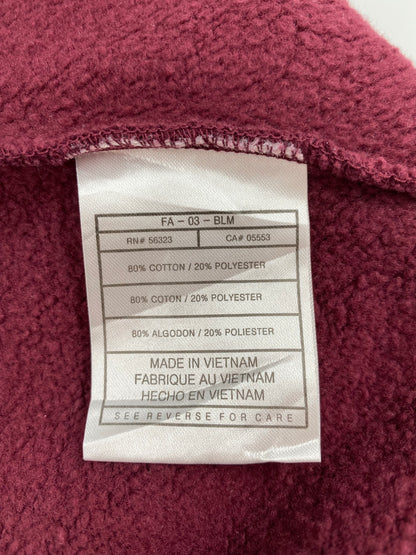 FA - 03 - BLM
RN# 56323 CA# 05553
80% COTTON / 20% POLYESTER
80% COTON / 20% POLYESTER
80% ALGODON / 20% POLIESTER
MADE IN VIETNAM
FABRIQUE AU VIETNAM
HECHO EN VIETNAM
SEE REVERSE FOR CARE